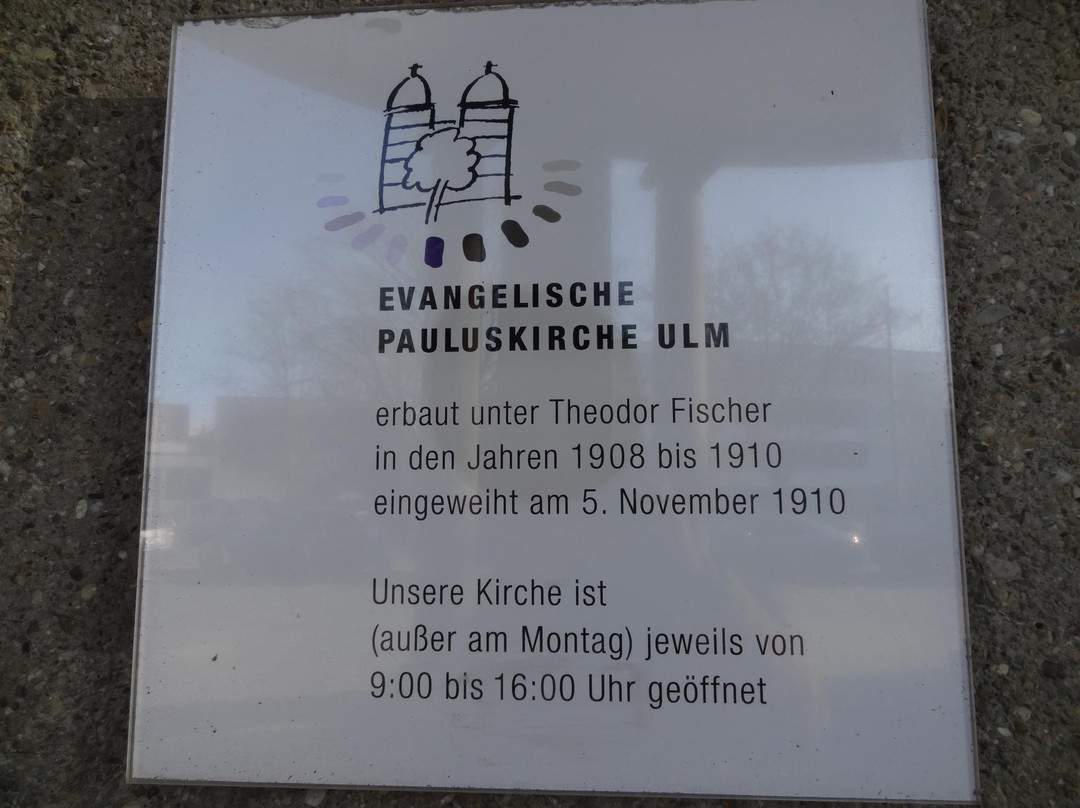 EVANGELISCHE
PAULUSKIRCHE ULM
erbaut unter Theodor Fischer
in den Jahren 1908 bis 1910
eingeweiht am 5. November 1910
Unsere Kirche ist
(außer am Montag) jeweils von
9:00 bis 16:00 Uhr geöffnet